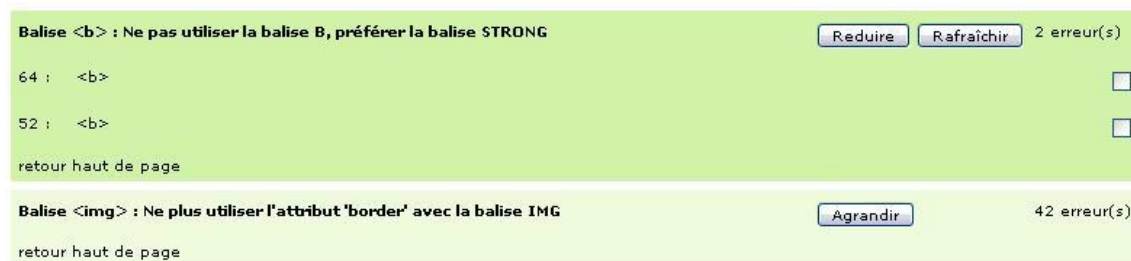 Balise <b> : Ne pas utiliser la balise B, préférer la balise STRONG Reduire Rafraîchir 2 erreur(s)
64 : <b>
52 : <b>
retour haut de page
Balise <img> : Ne plus utiliser l'attribut 'border' avec la balise IMG Agrandir 42 erreur(s)
retour haut de page